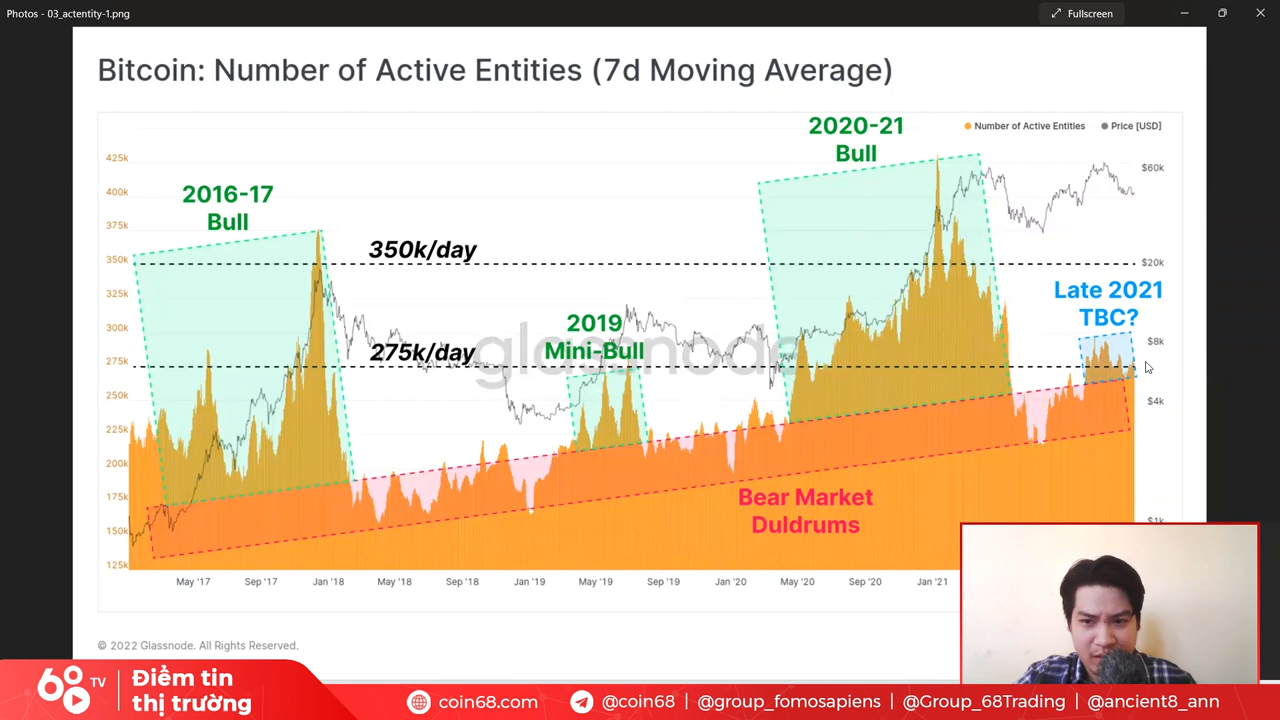 Photos - 03_actentity-1.png
Fullscreen
Bitcoin: Number of Active Entities (7d Moving Average)
Number of Active Entities
Price [USD]
2020-21
Bull
2016-17
Bull
350k/day
275k/day
2019
Mini-Bull
Late 2021
TBC?
Bear Market
Duldrums
glassnode
425k
400k
375k
350k
325k
300k
275k
250k
225k
200k
175k
150k
125k
$60k
$20k
$8k
$4k
$1k
May '17
Sep '17
Jan '18
May '18
Sep '18
Jan '19
May '19
Sep '19
Jan '20
May '20
Sep '20
Jan '21
© 2022 Glassnode. All Rights Reserved.
68 TV
Điểm tin
thị trường
coin68.com
@coin68 | @group_fomosapiens | @Group_68Trading | @ancient8_ann